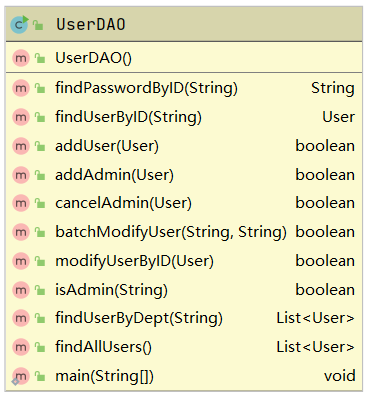 UserDAO
UserDAO()
findPasswordByID(String) String
findUserByID(String) User
addUser(User) boolean
addAdmin(User) boolean
cancelAdmin(User) boolean
batchModifyUser(String, String) boolean
modifyUserByID(User) boolean
isAdmin(String) boolean
findUserByDept(String) List<User>
findAllUsers() List<User>
main(String[]) void